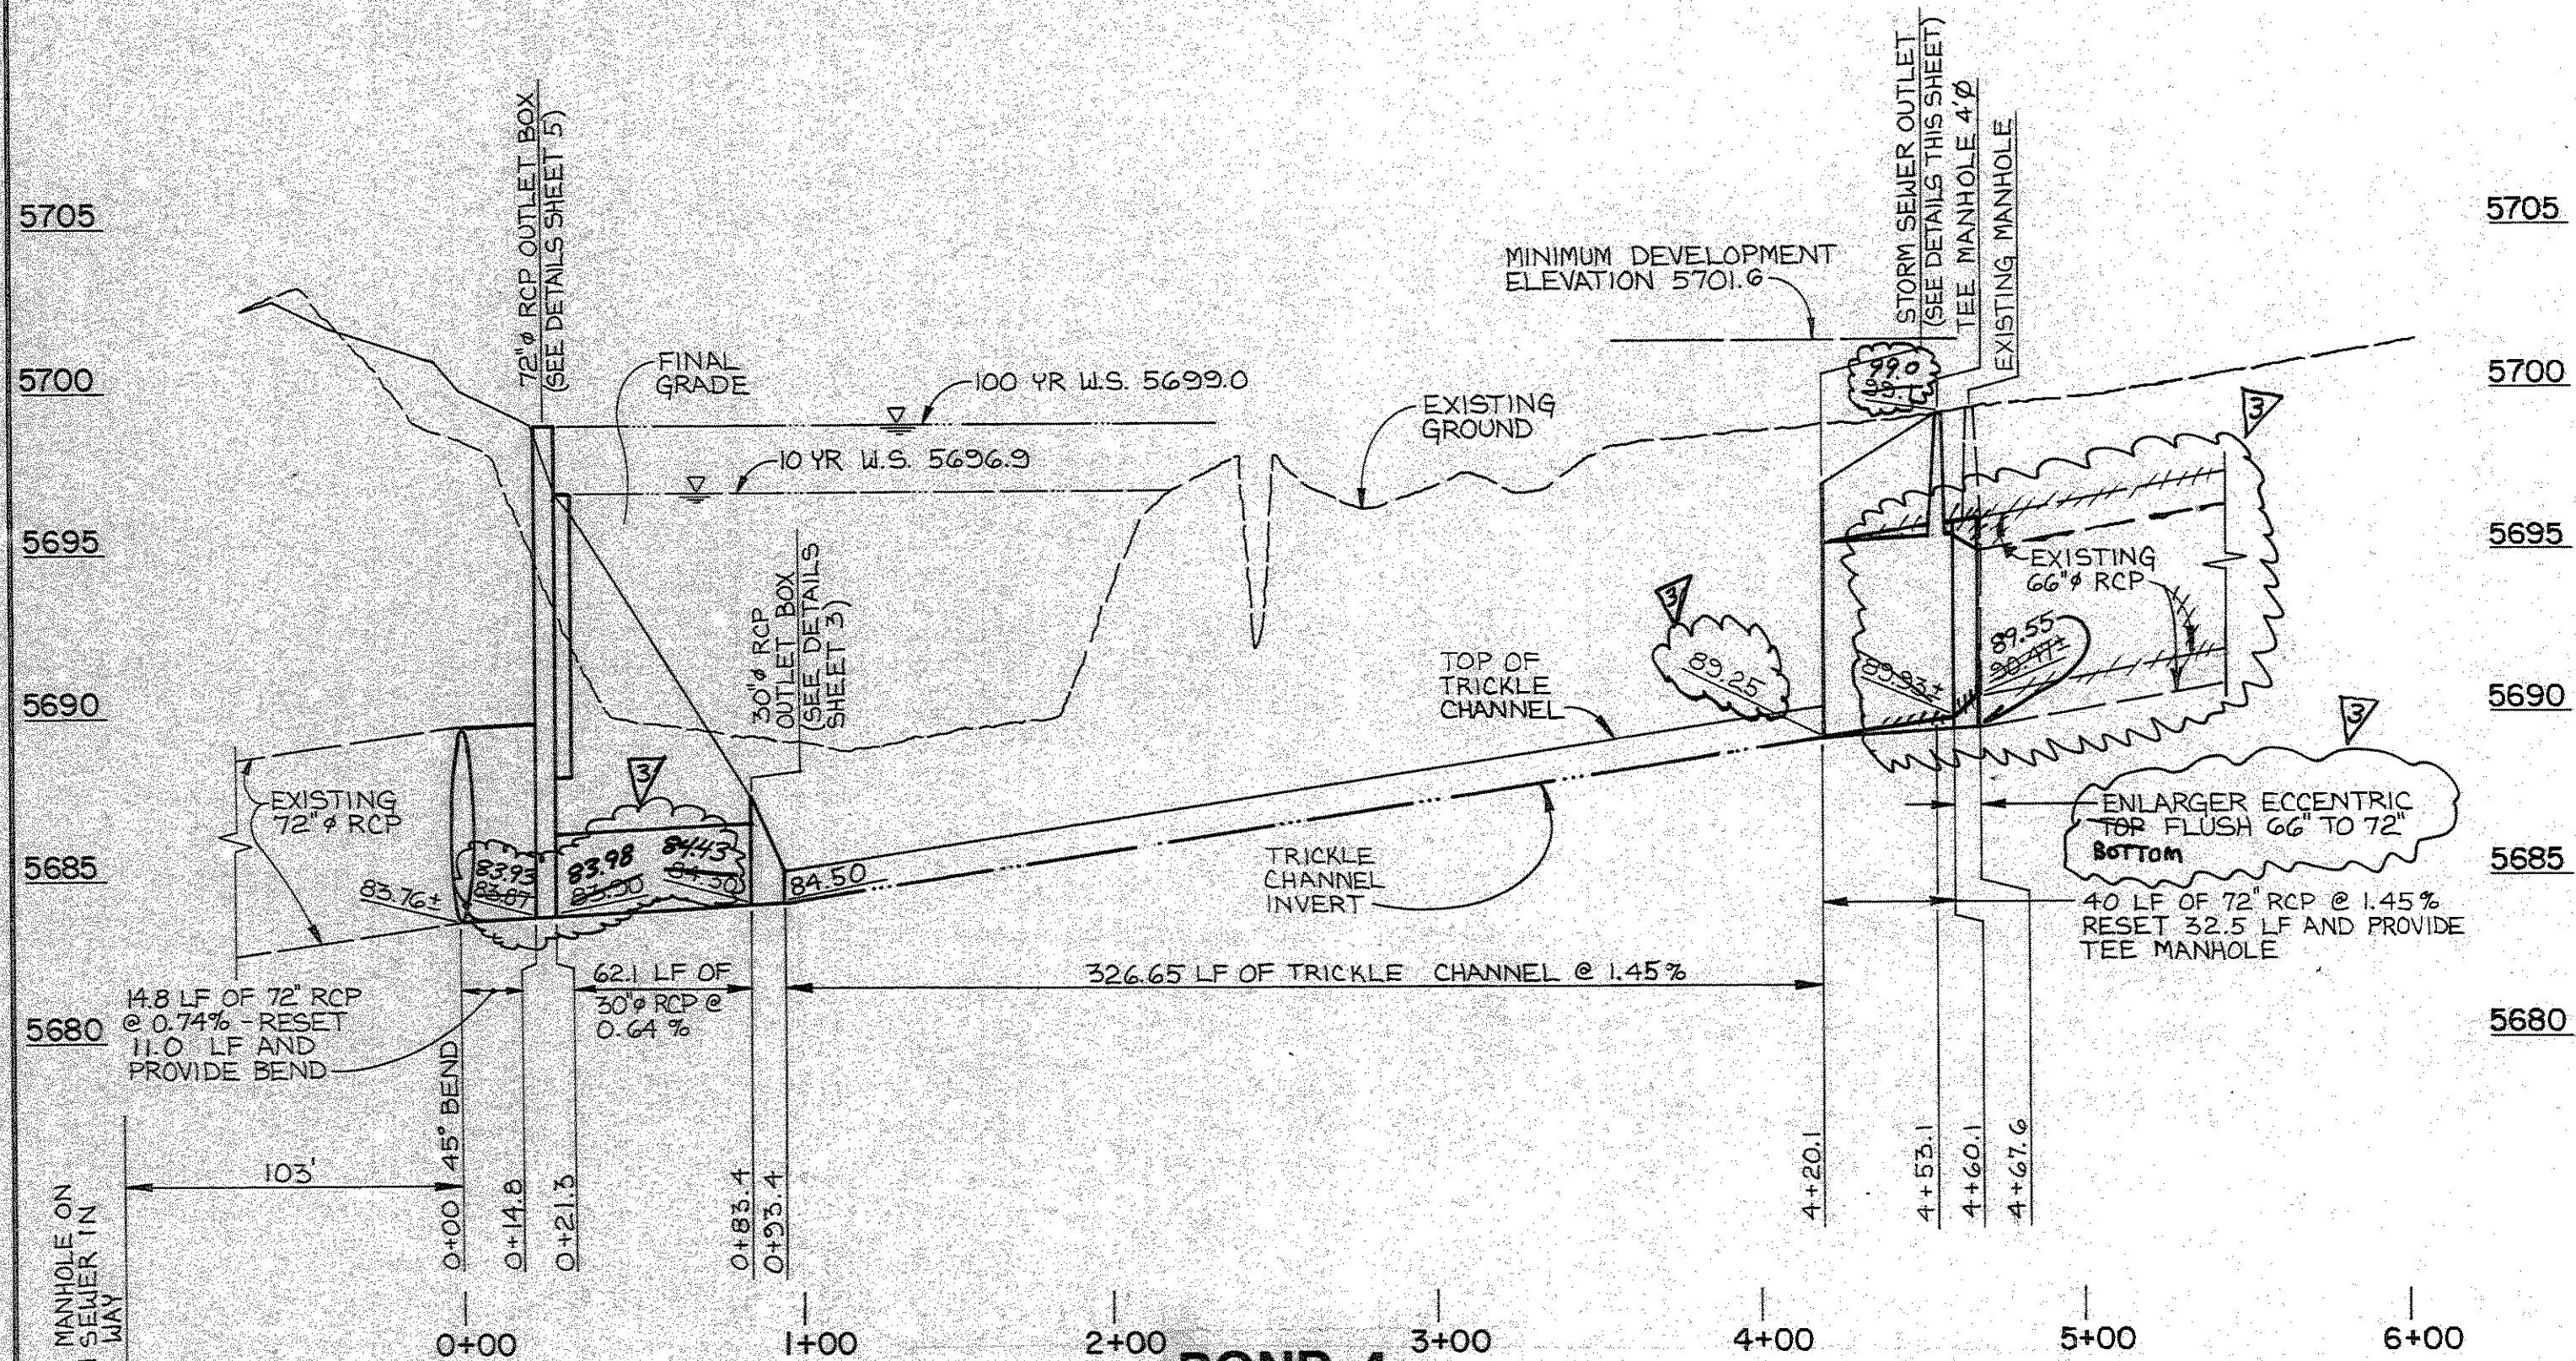 72"ø RCP OUTLET BOX
(SEE DETAILS SHEET 5)
STORM SEWER OUTLET
(SEE DETAILS THIS SHEET)
TEE MANHOLE 4'Ø
EXISTING MANHOLE
5705
5705
MINIMUM DEVELOPMENT
ELEVATION 5701.6
5700
FINAL
GRADE
100 YR W.S. 5699.0
99.0
5700
EXISTING
GROUND
3
10 YR W.S. 5696.9
5695
5695
EXISTING
66"ø RCP
30"ø RCP
OUTLET BOX
(SEE DETAILS
SHEET 3)
3
89.25
TOP OF
TRICKLE
CHANNEL
89.93±
89.55
90.47±
5690
5690
3
3
EXISTING
72"ø RCP
ENLARGER ECCENTRIC
TOP FLUSH 66" TO 72"
BOTTOM
5685
83.76±
83.93
83.87
83.98
83.90
84.43
84.30
84.50
TRICKLE
CHANNEL
INVERT
5685
40 LF OF 72" RCP @ 1.45%
RESET 32.5 LF AND PROVIDE
TEE MANHOLE
62.1 LF OF
30"ø RCP @
0.64 %
326.65 LF OF TRICKLE CHANNEL @ 1.45%
14.8 LF OF 72" RCP
@ 0.74% - RESET
11.0 LF AND
PROVIDE BEND
5680
5680
103'
MANHOLE ON
SEWER IN
WAY
0+00 45° BEND
0+14.8
0+21.3
0+83.4
0+93.4
4+20.1
4+53.1
4+60.1
4+67.6
0+00
1+00
2+00
3+00
4+00
5+00
6+00
POND 4